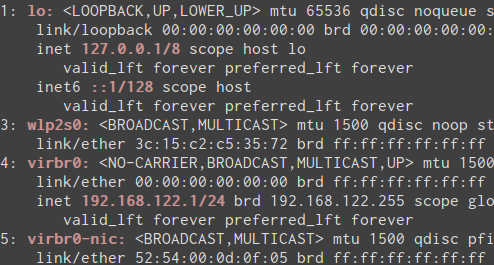 1: lo: <LOOPBACK,UP,LOWER_UP> mtu 65536 qdisc noqueue s
link/loopback 00:00:00:00:00:00 brd 00:00:00:00:00:
inet 127.0.0.1/8 scope host lo
valid_lft forever preferred_lft forever
inet6 ::1/128 scope host
valid_lft forever preferred_lft forever
3: wlp2s0: <BROADCAST,MULTICAST> mtu 1500 qdisc noop st
link/ether 3c:15:c2:c5:35:72 brd ff:ff:ff:ff:ff:ff
4: virbr0: <NO-CARRIER,BROADCAST,MULTICAST,UP> mtu 1500
link/ether 00:00:00:00:00:00 brd ff:ff:ff:ff:ff:ff
inet 192.168.122.1/24 brd 192.168.122.255 scope glo
valid_lft forever preferred_lft forever
5: virbr0-nic: <BROADCAST,MULTICAST> mtu 1500 qdisc pfi
link/ether 52:54:00:0d:0f:05 brd ff:ff:ff:ff:ff:ff